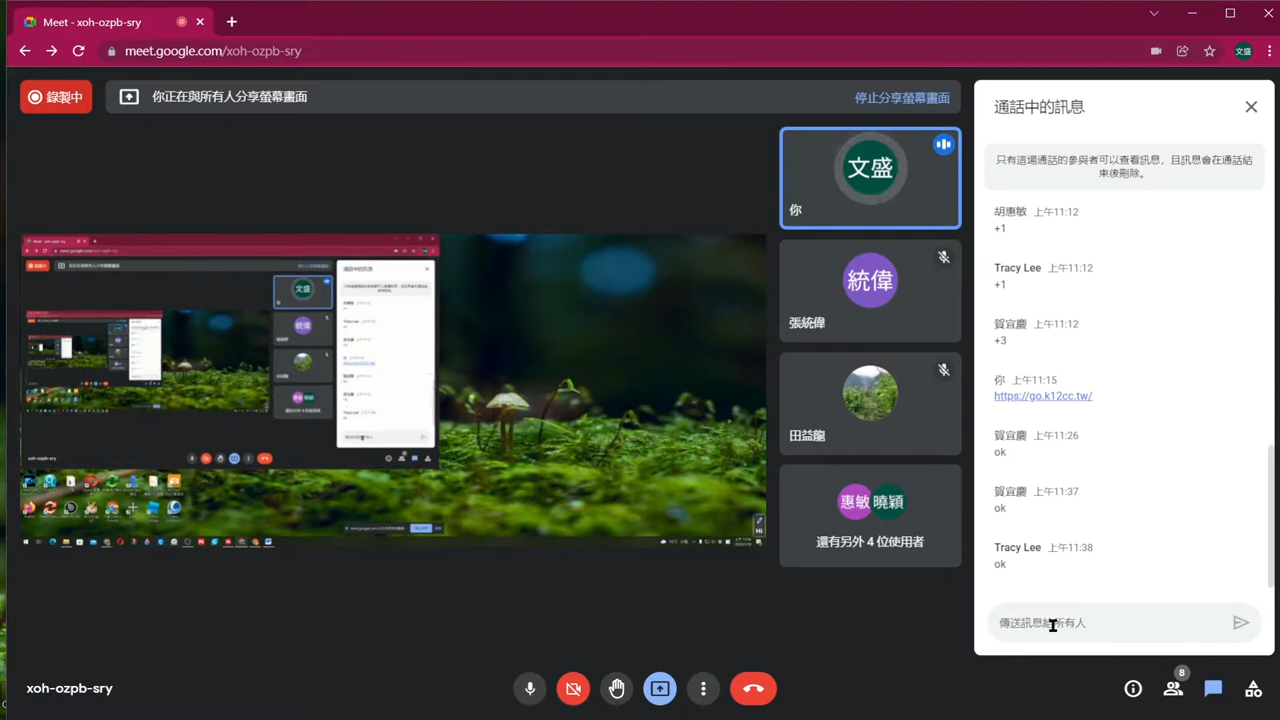 Meet - xoh-ozpb-sry
meet.google.com/xoh-ozpb-sry
文盛
錄製中
你正在與所有人分享螢幕畫面
停止分享螢幕畫面
文盛
你
統偉
張統偉
田益龍
惠敏
曉穎
還有另外 4 位使用者
通話中的訊息
只有這場通話的參與者可以查看訊息，且訊息會在通話結
束後刪除。
胡惠敏 上午11:12
+1
Tracy Lee 上午11:12
+1
賀宜慶 上午11:12
+3
你 上午11:15
https://go.k12cc.tw/
賀宜慶 上午11:26
ok
賀宜慶 上午11:37
ok
Tracy Lee 上午11:38
ok
傳送訊息給所有人
xoh-ozpb-sry
8